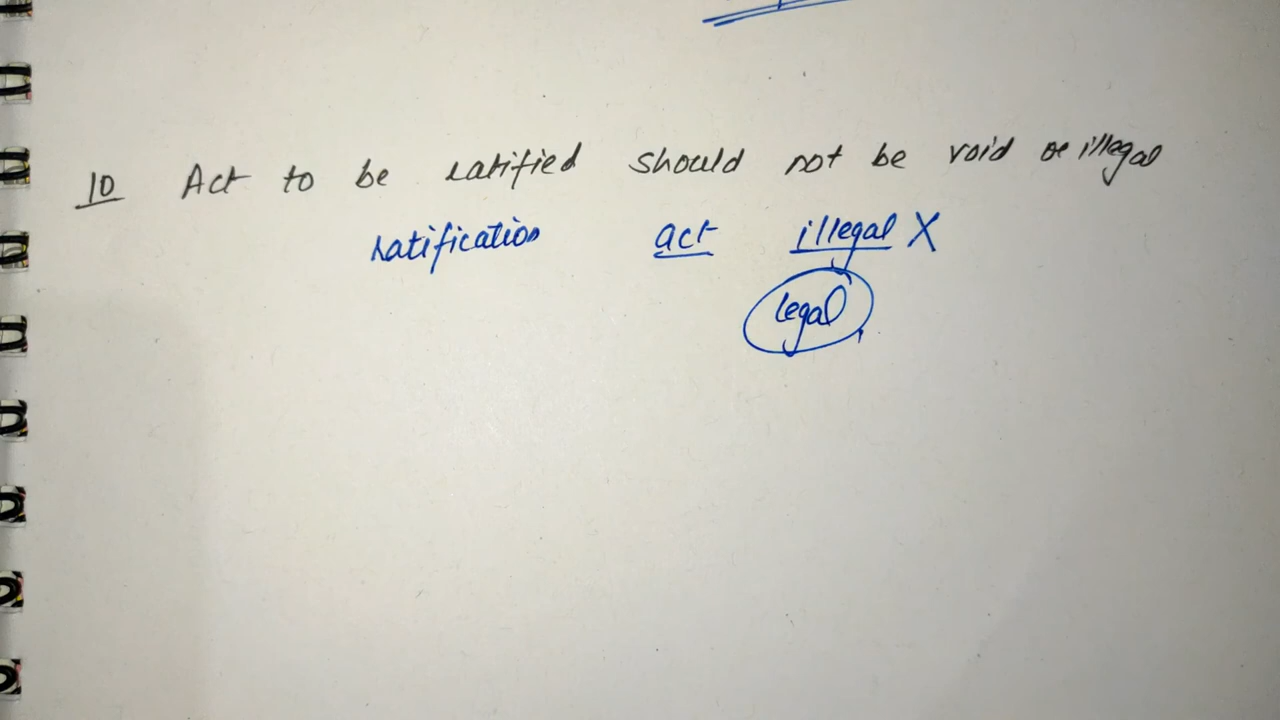 10 Act to be ratified should not be void or illegal
ratification act illegal X
legal